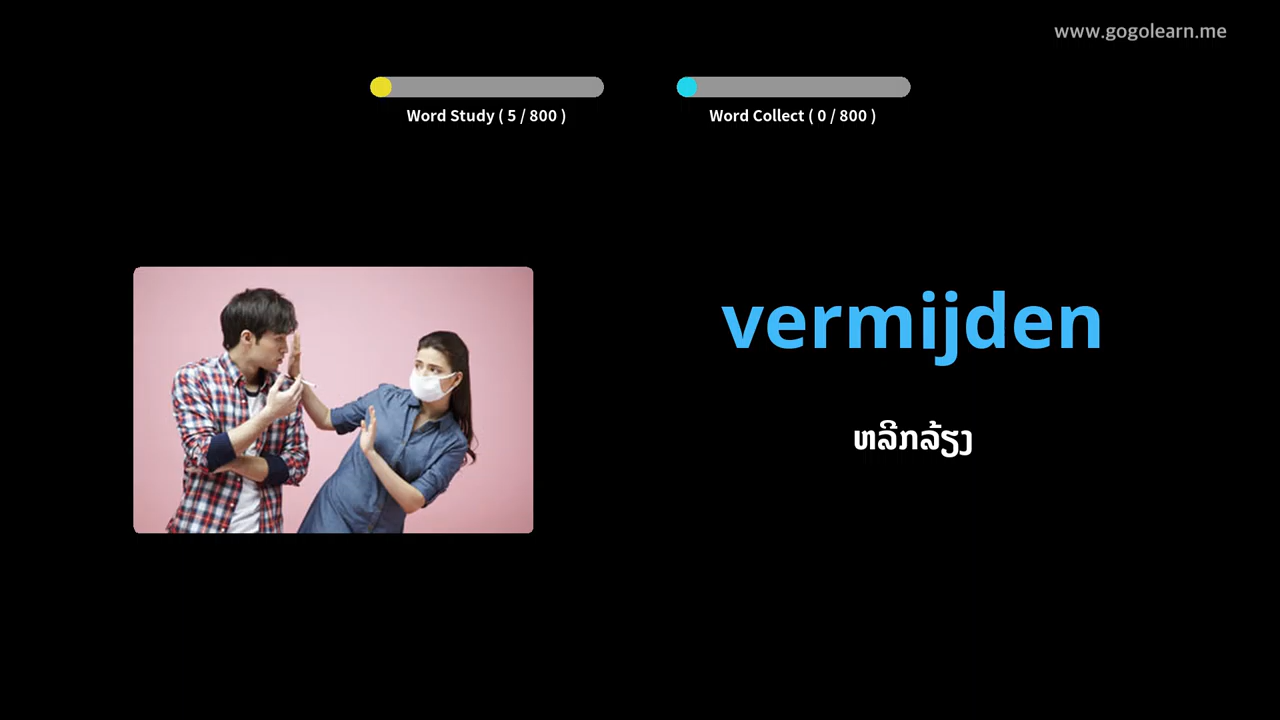 www.gogolearn.me
Word Study ( 5 / 800 )
Word Collect ( 0 / 800 )
vermijden
ຫລີກລ້ຽງ